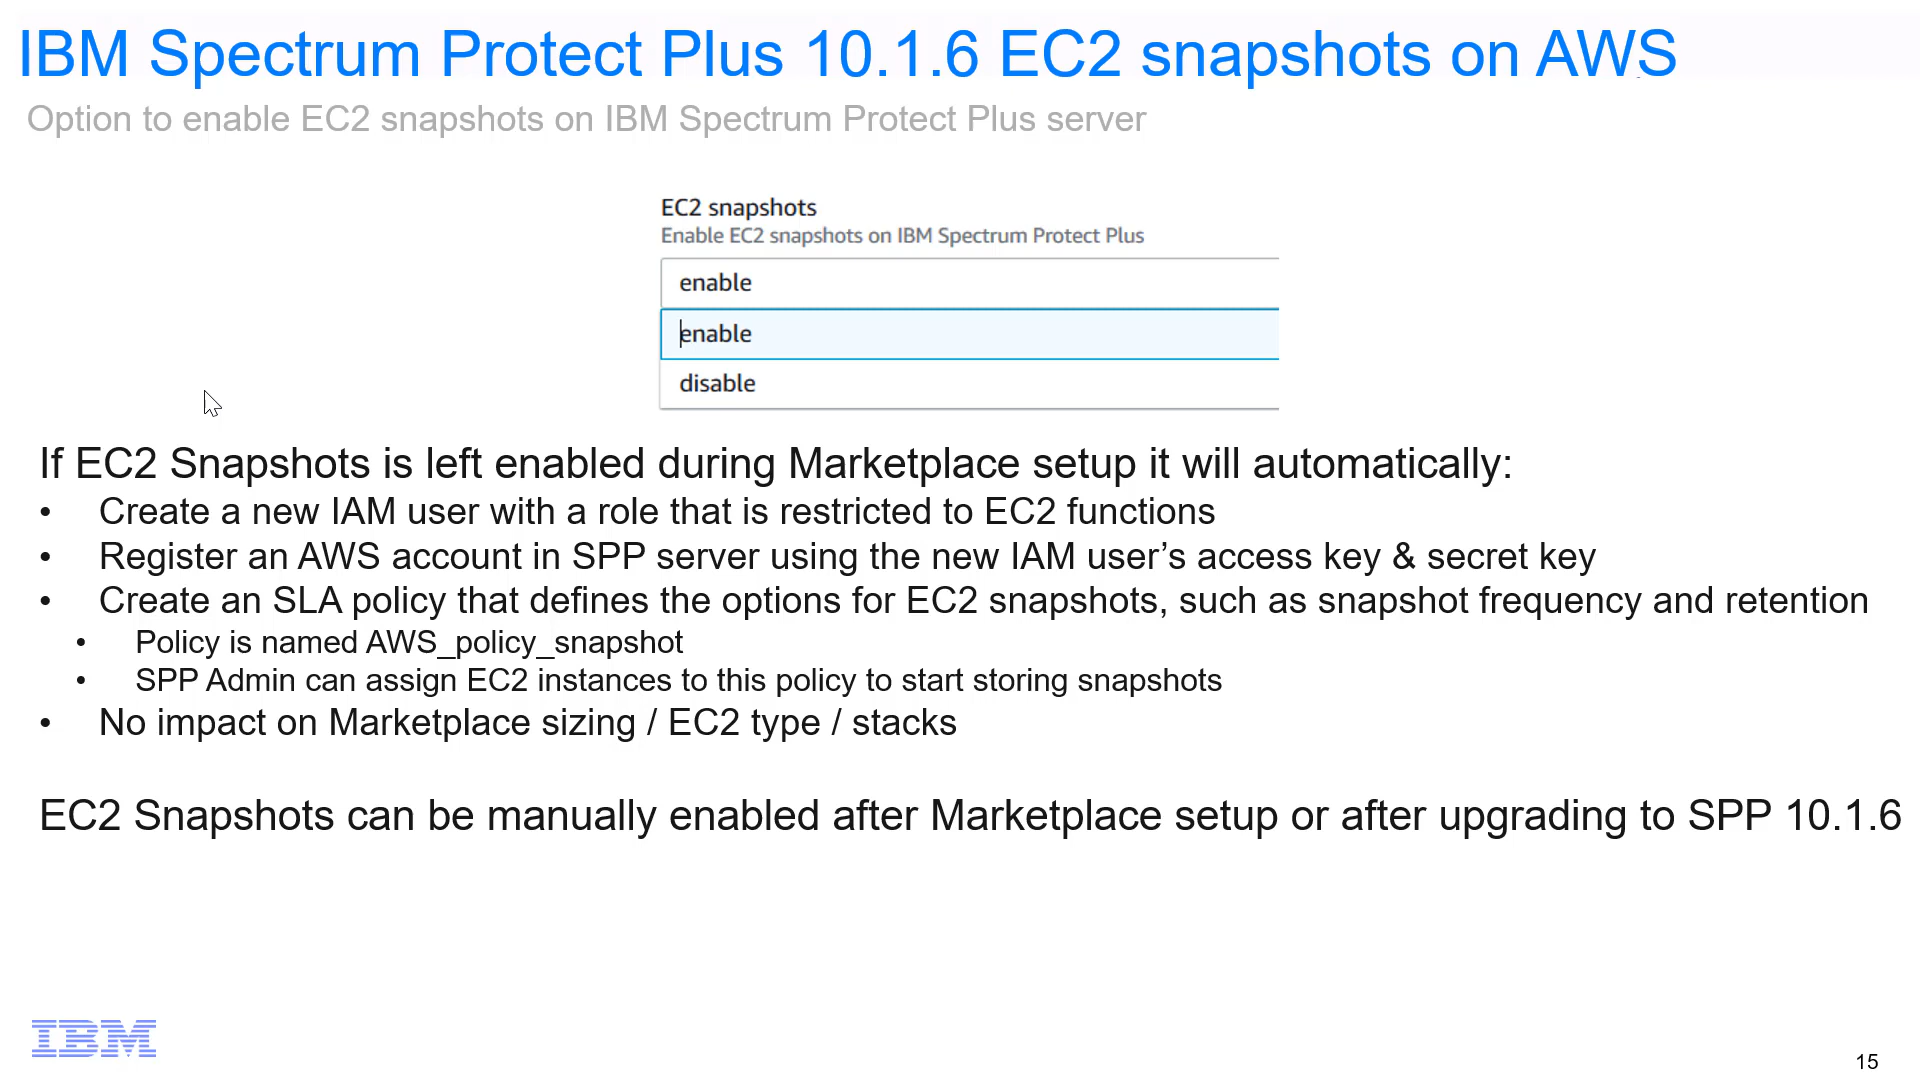 IBM Spectrum Protect Plus 10.1.6 EC2 snapshots on AWS
Option to enable EC2 snapshots on IBM Spectrum Protect Plus server
EC2 snapshots
Enable EC2 snapshots on IBM Spectrum Protect Plus
enable
enable
disable
If EC2 Snapshots is left enabled during Marketplace setup it will automatically:
• Create a new IAM user with a role that is restricted to EC2 functions
• Register an AWS account in SPP server using the new IAM user’s access key & secret key
• Create an SLA policy that defines the options for EC2 snapshots, such as snapshot frequency and retention
• Policy is named AWS_policy_snapshot
• SPP Admin can assign EC2 instances to this policy to start storing snapshots
• No impact on Marketplace sizing / EC2 type / stacks
EC2 Snapshots can be manually enabled after Marketplace setup or after upgrading to SPP 10.1.6
IBM
15